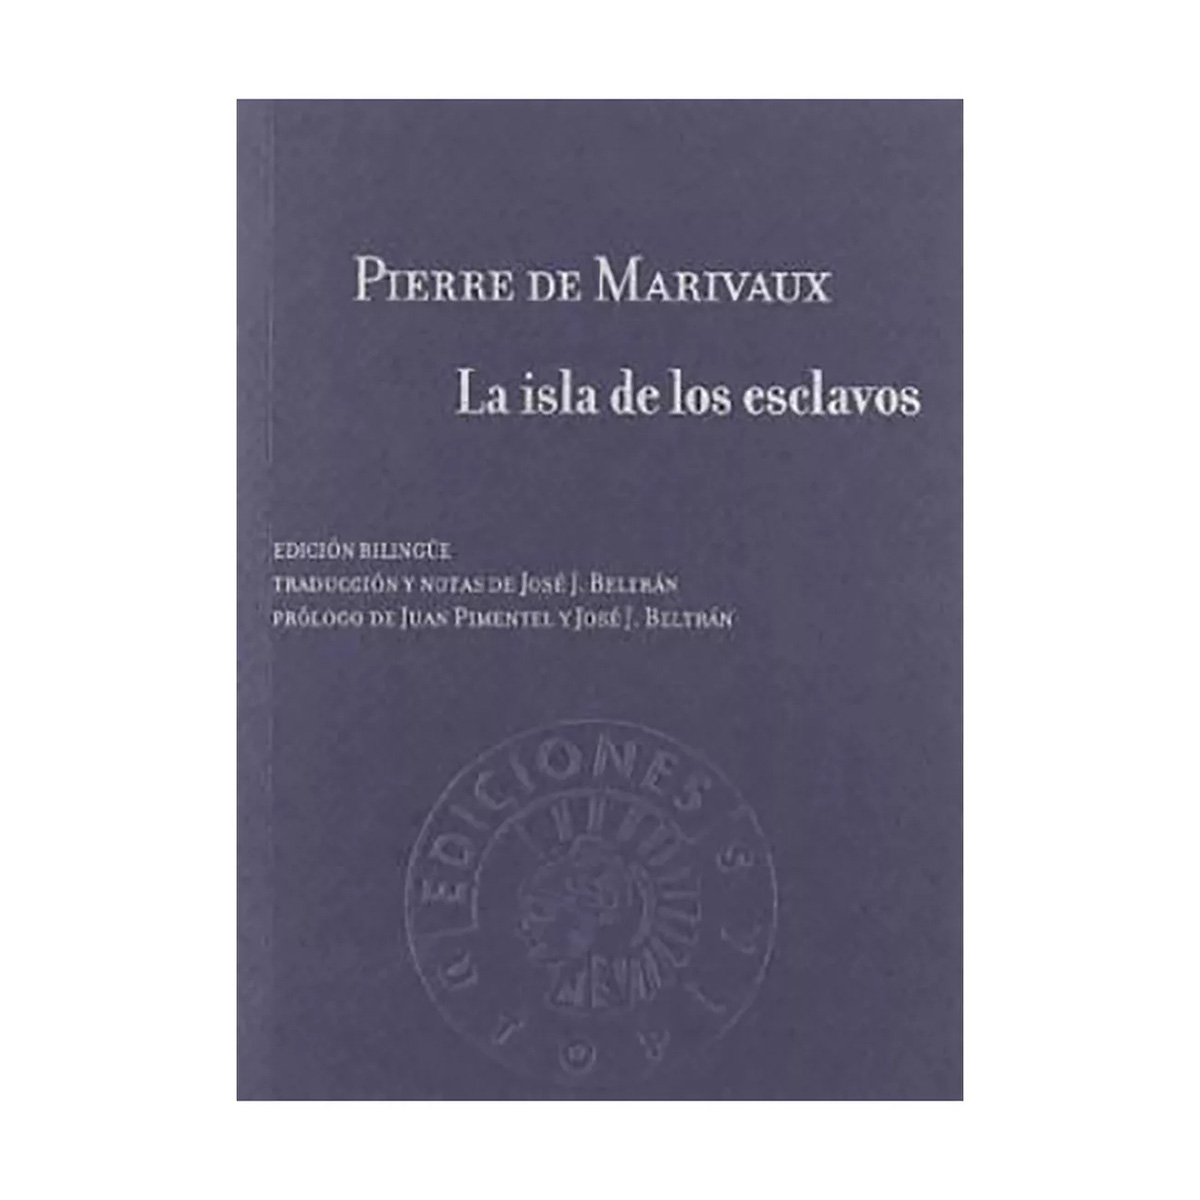 PIERRE DE MARIVAUX
La isla de los esclavos
EDICIÓN BILINGÜE
TRADUCCIÓN Y NOTAS DE JOSÉ J. BELTRÁN
PRÓLOGO DE JUAN PIMENTEL Y JOSÉ J. BELTRÁN
EDICIONES